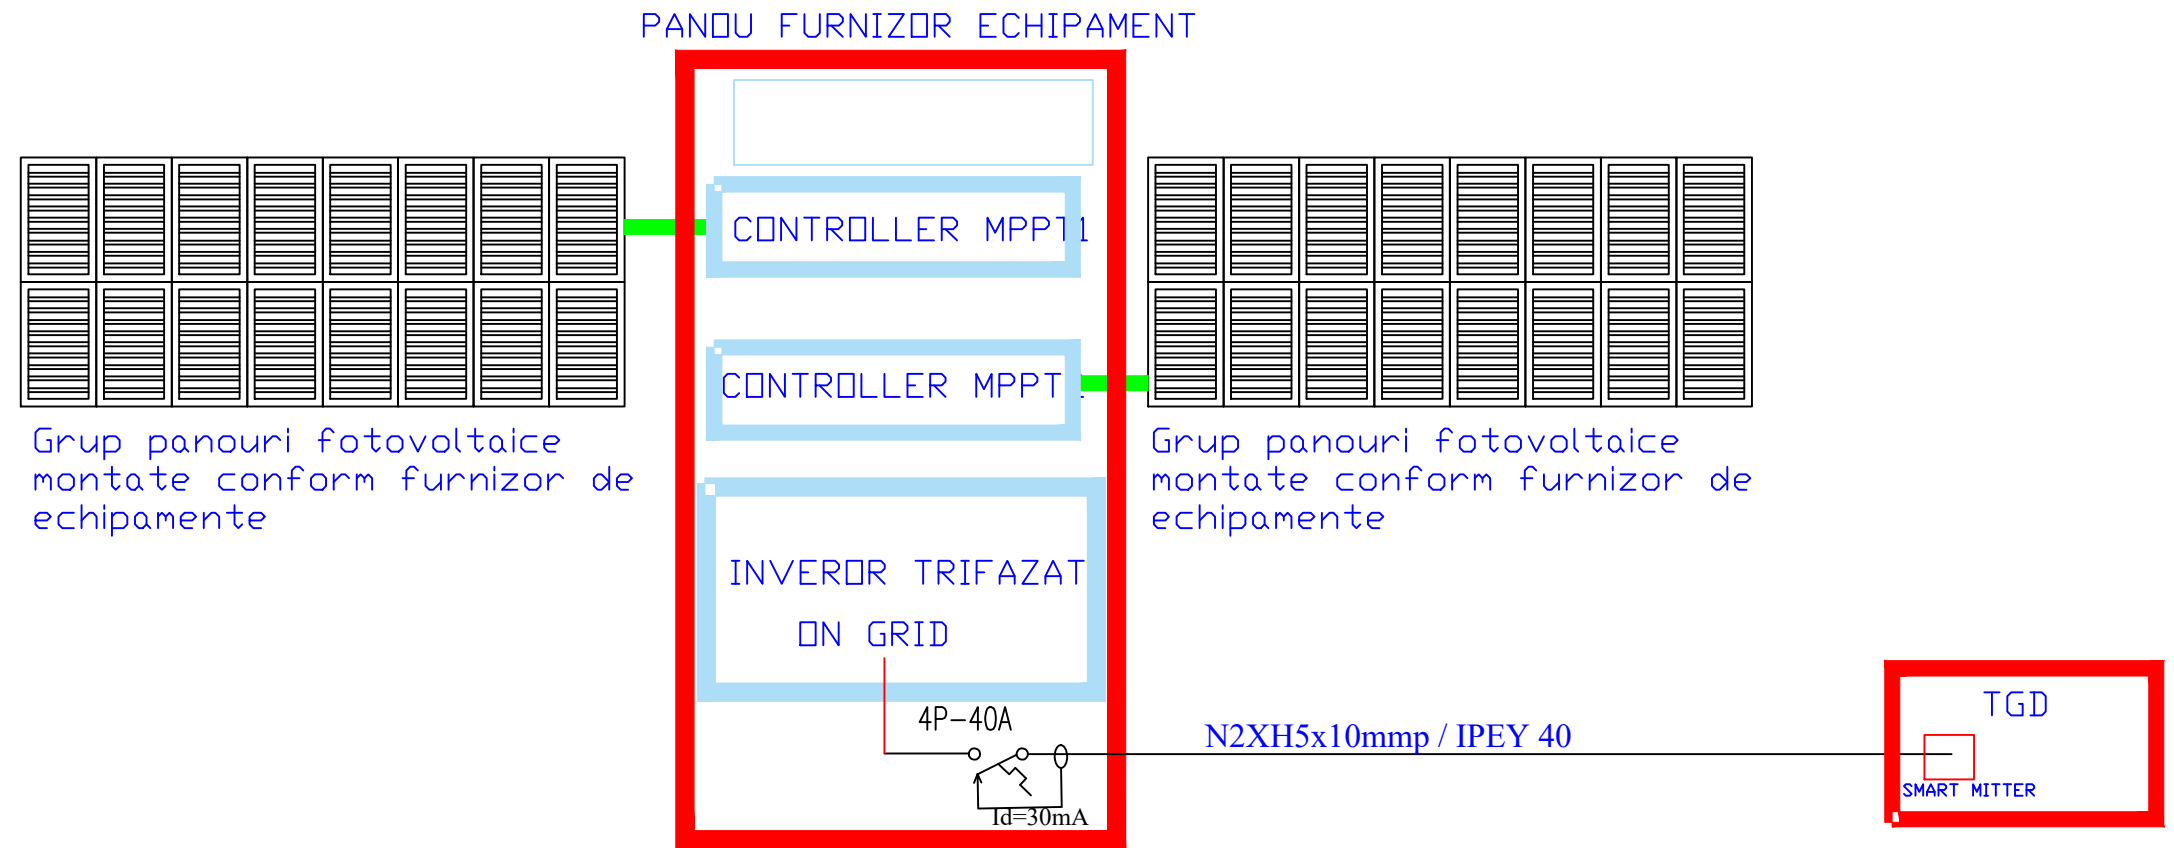 PANOU FURNIZOR ECHIPAMENT
CONTROLLER MPPT1
CONTROLLER MPPT
Grup panouri fotovoltaice
montate conform furnizor de
echipamente
Grup panouri fotovoltaice
montate conform furnizor de
echipamente
INVEROR TRIFAZAT
ON GRID
4P-40A
Id=30mA
N2XH5x10mmp / IPEY 40
TGD
SMART MITTER